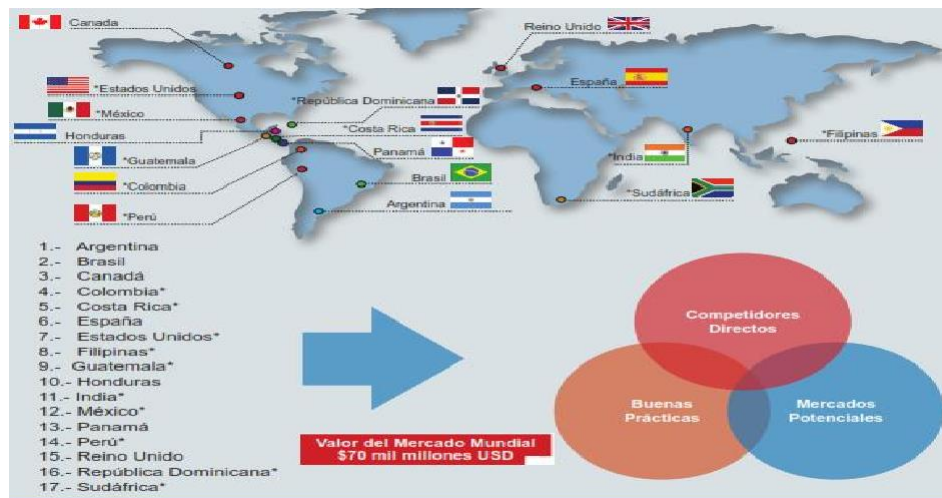 Canada
Reino Unido
*Estados Unidos
España
*República Dominicana
*México
Honduras
*Costa Rica
*Filipinas
*Guatemala
Panamá
*India
*Colombia
Brasil
*Sudáfrica
*Perú
Argentina
1.- Argentina
2.- Brasil
3.- Canadá
4.- Colombia*
5.- Costa Rica*
6.- España
7.- Estados Unidos*
8.- Filipinas*
9.- Guatemala*
10.- Honduras
11.- India*
12.- México*
13.- Panamá
14.- Perú*
15.- Reino Unido
16.- República Dominicana*
17.- Sudáfrica*
Valor del Mercado Mundial
$70 mil millones USD
Competidores
Directos
Buenas
Prácticas
Mercados
Potenciales